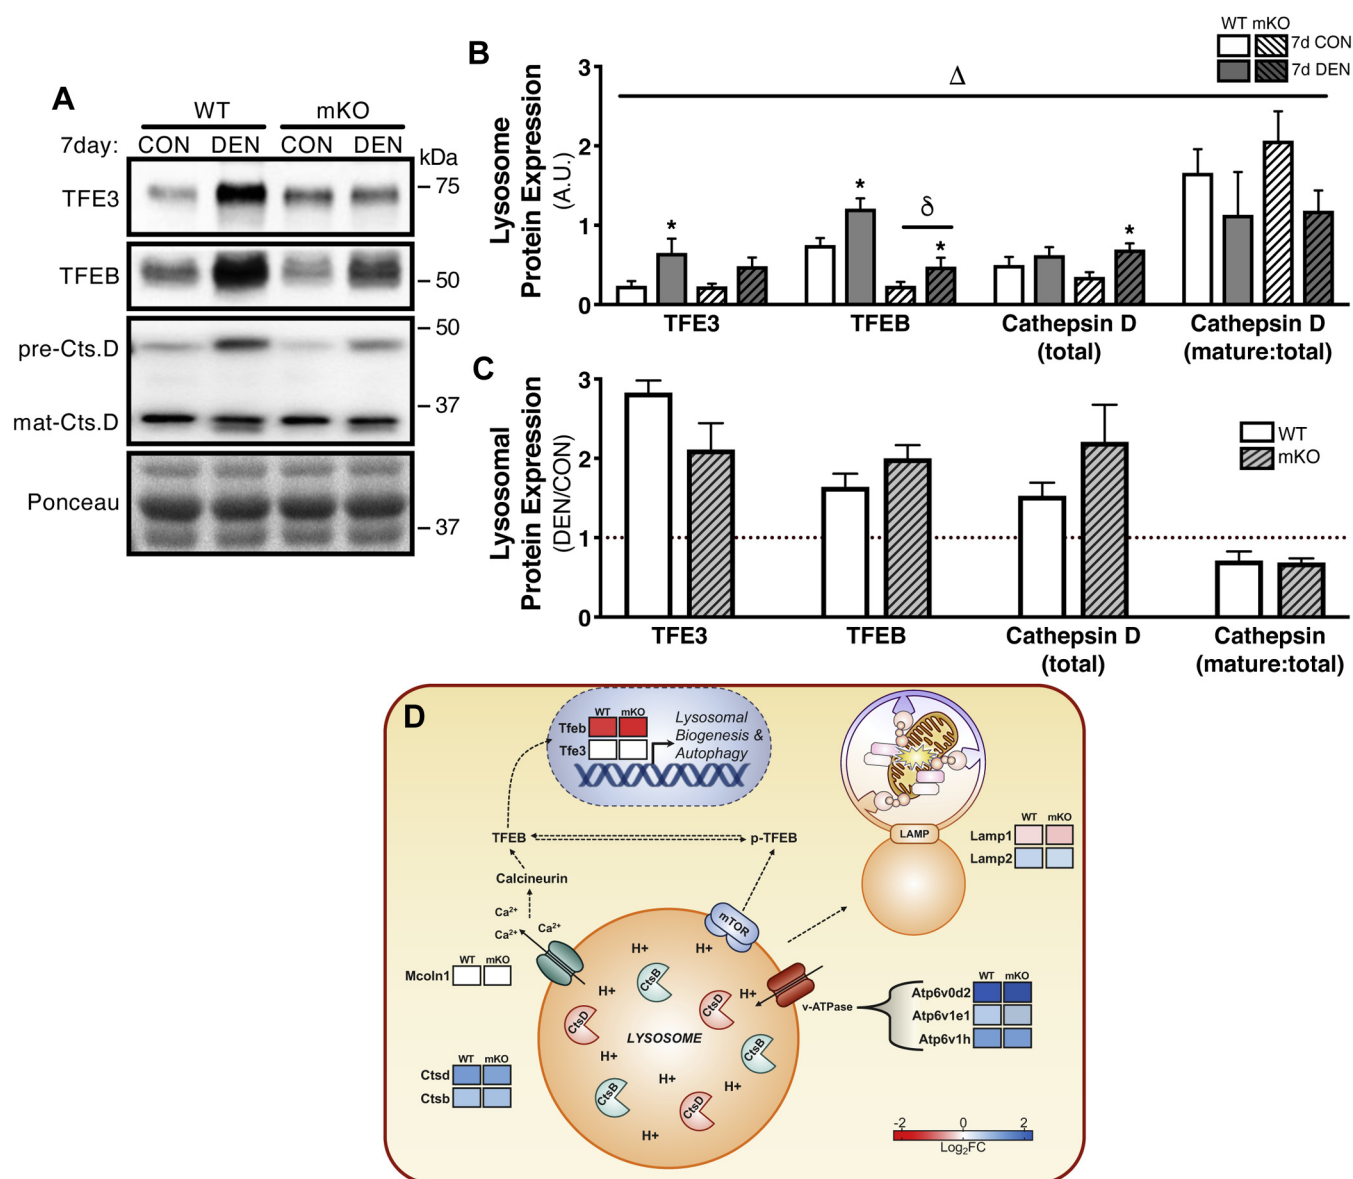 A
WT mKO
7day: CON DEN CON DEN
kDa
TFE3
– 75
TFEB
– 50
– 50
pre-Cts.D
– 37
mat-Cts.D
Ponceau
– 37
B
WT mKO
7d CON
7d DEN
Lysosome
Protein Expression
(A.U.)
3
2
1
0
Δ
*
*
δ
*
*
TFE3
TFEB
Cathepsin D
(total)
Cathepsin D
(mature:total)
C
Lysosomal
Protein Expression
(DEN/CON)
3
2
1
0
WT
mKO
TFE3
TFEB
Cathepsin D
(total)
Cathepsin
(mature:total)
D
WT mKO
Tfeb
Tfe3
Lysosomal
Biogenesis &
Autophagy
TFEB
p-TFEB
Calcineurin
Ca²⁺
Ca²⁺
Ca²⁺
mTOR
LAMP
WT mKO
Lamp1
Lamp2
WT mKO
Mcoln1
H+
H+
CtsB
H+
CtsD
H+
CtsD
v-ATPase
LYSOSOME
CtsB
H+
H+
H+
CtsB
CtsD
H+
WT mKO
Atp6v0d2
Atp6v1e1
Atp6v1h
WT mKO
Ctsd
Ctsb
-2 0 2
Log₂FC